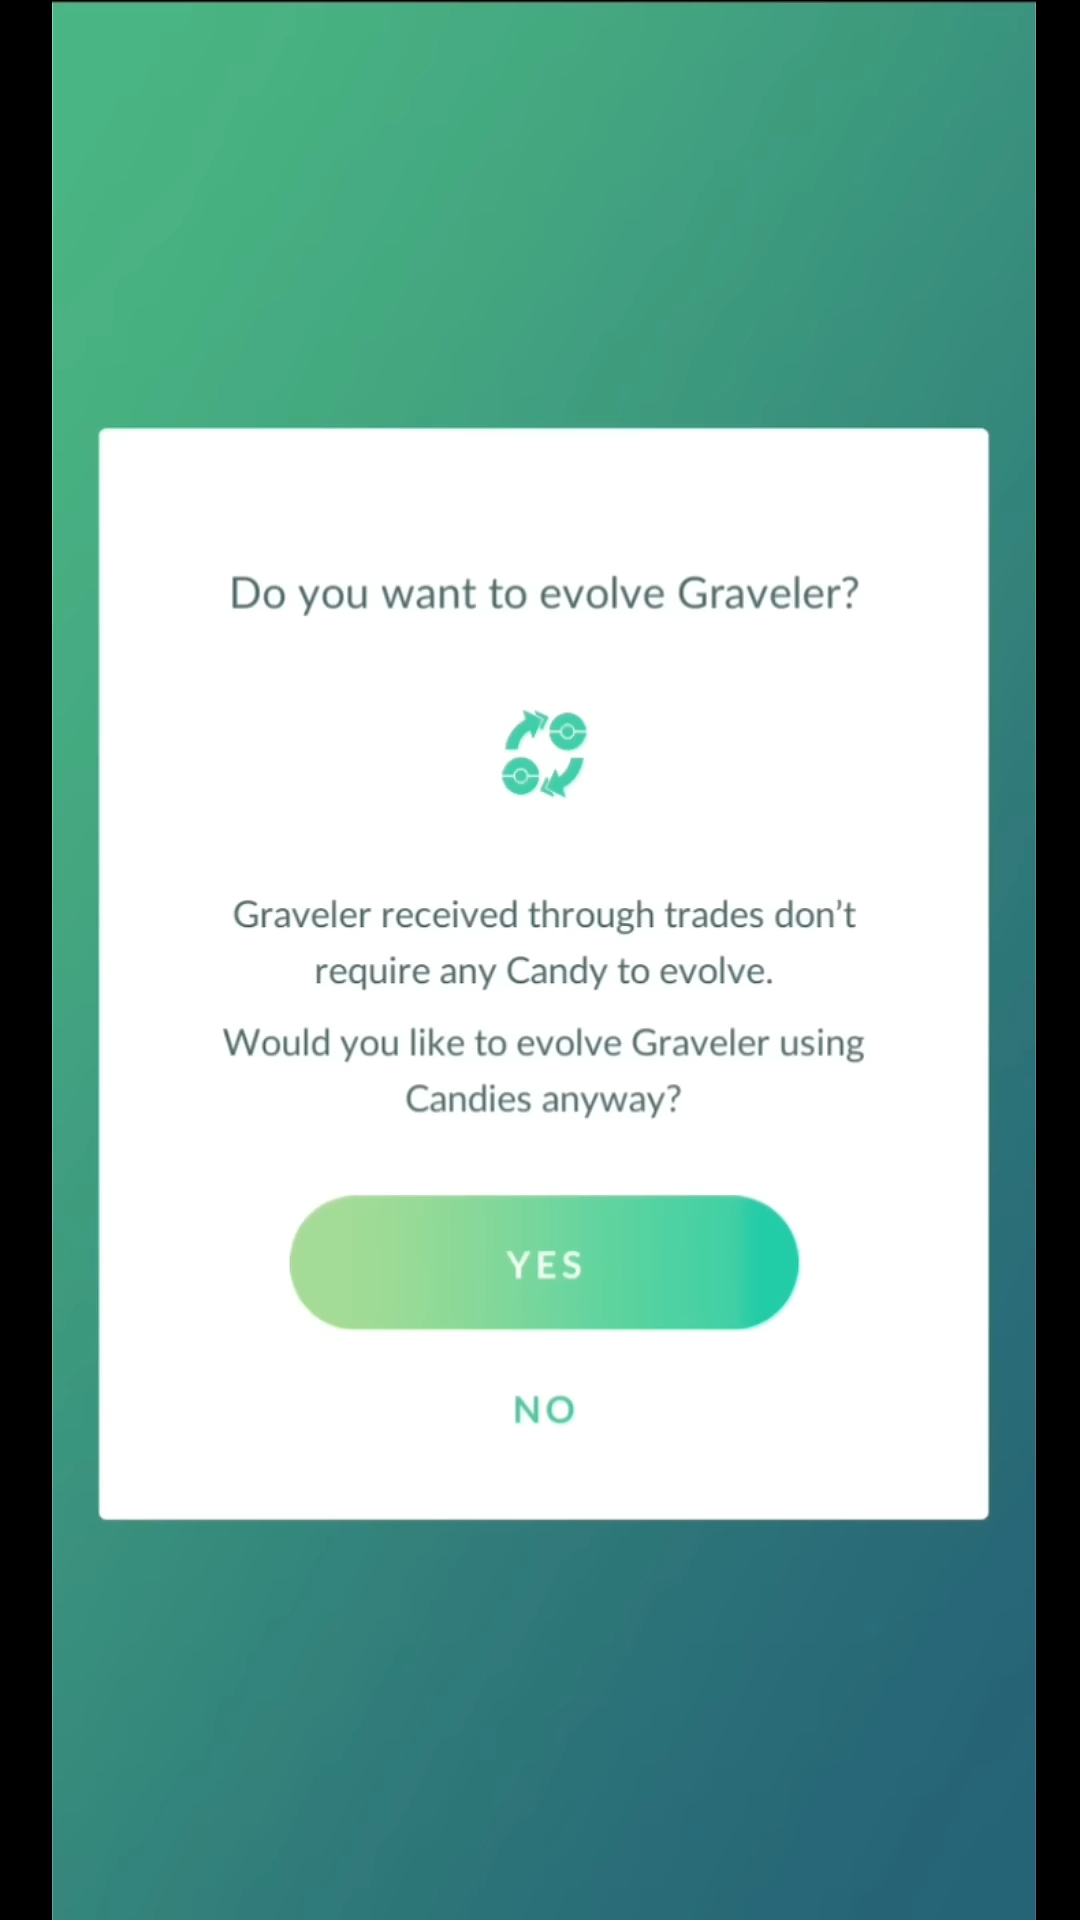 Do you want to evolve Graveler?
Graveler received through trades don’t
require any Candy to evolve.
Would you like to evolve Graveler using
Candies anyway?
YES
NO